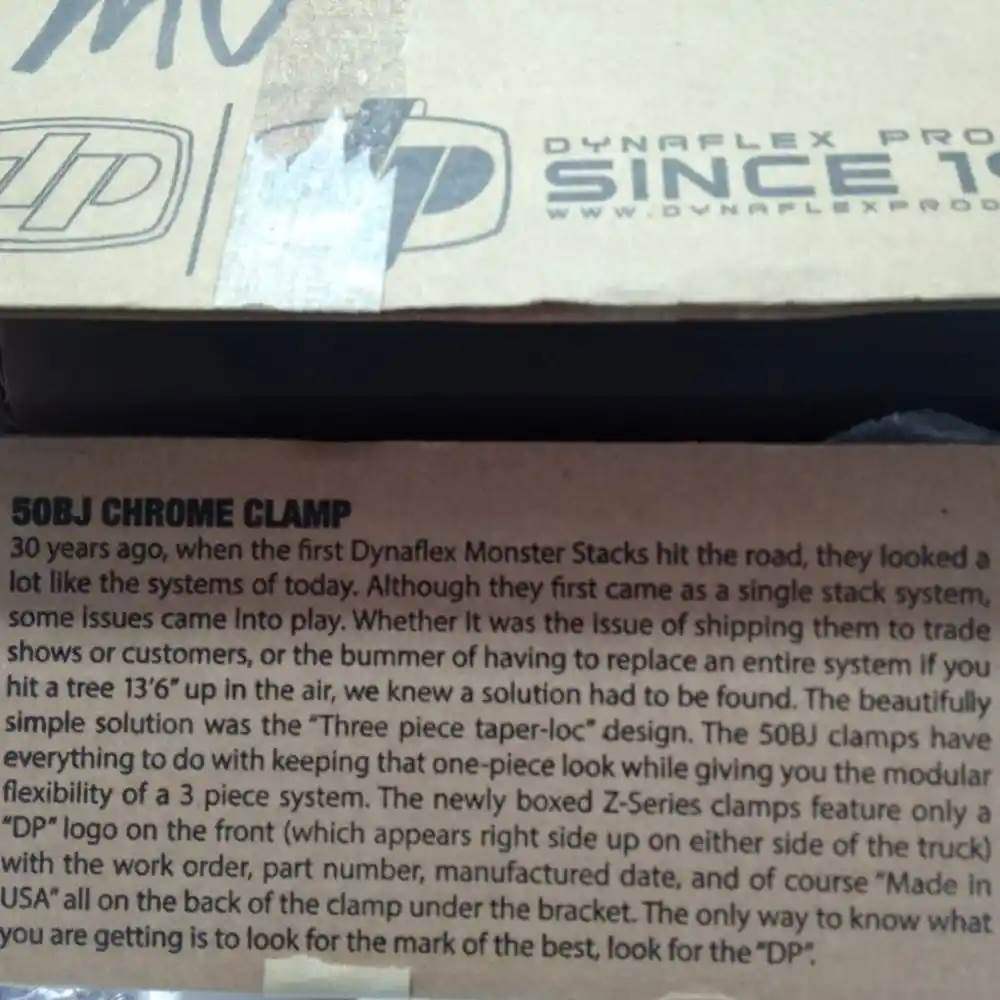 DYNAFLEX PRO
SINCE 19
WWW.DYNAFLEXPROD
50BJ CHROME CLAMP
30 years ago, when the first Dynaflex Monster Stacks hit the road, they looked a
lot like the systems of today. Although they first came as a single stack system,
some issues came into play. Whether it was the issue of shipping them to trade
shows or customers, or the bummer of having to replace an entire system if you
hit a tree 13'6" up in the air, we knew a solution had to be found. The beautifully
simple solution was the "Three piece taper-loc" design. The 50BJ clamps have
everything to do with keeping that one-piece look while giving you the modular
flexibility of a 3 piece system. The newly boxed Z-Series clamps feature only a
"DP" logo on the front (which appears right side up on either side of the truck)
with the work order, part number, manufactured date, and of course "Made in
USA" all on the back of the clamp under the bracket. The only way to know what
you are getting is to look for the mark of the best, look for the "DP".